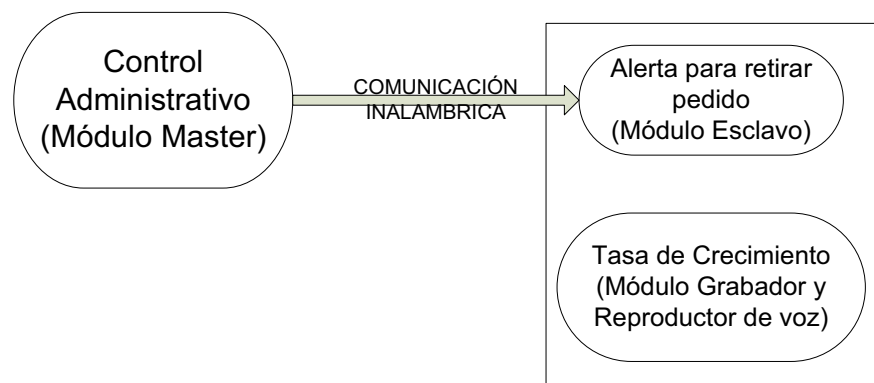 Control
Administrativo
(Módulo Master)
COMUNICACIÓN
INALAMBRICA
Alerta para retirar
pedido
(Módulo Esclavo)
Tasa de Crecimiento
(Módulo Grabador y
Reproductor de voz)